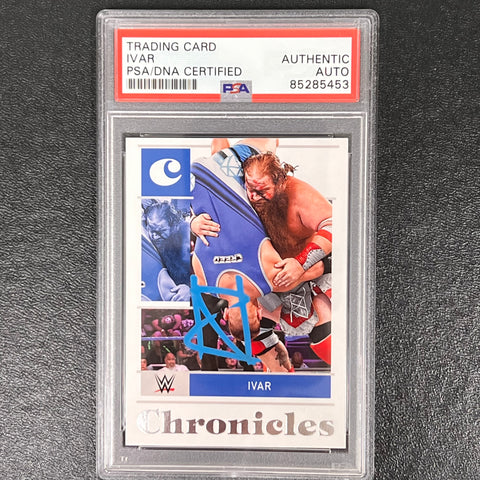 TRADING CARD
IVAR
PSA/DNA CERTIFIED
AUTHENTIC
AUTO
85285453
PSA
C
W
IVAR
Chronicles